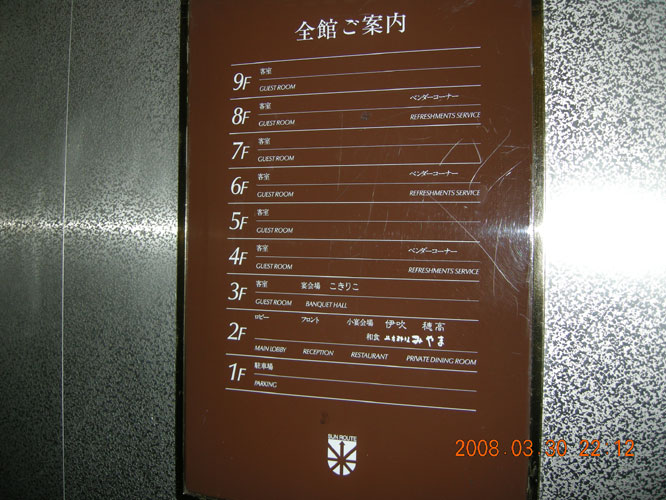 全館ご案内
9F 客室
GUEST ROOM
8F 客室 ベンダーコーナー
GUEST ROOM REFRESHMENTS SERVICE
7F 客室
GUEST ROOM
6F 客室 ベンダーコーナー
GUEST ROOM REFRESHMENTS SERVICE
5F 客室
GUEST ROOM
4F 客室 ベンダーコーナー
GUEST ROOM REFRESHMENTS SERVICE
3F 客室 宴会場 こきりこ
GUEST ROOM BANQUET HALL
2F ロビー フロント 小宴会場 伊吹 穂高
和食 みやま
MAIN LOBBY RECEPTION RESTAURANT PRIVATE DINING ROOM
1F 駐車場
PARKING
SUN ROUTE
2008 03 30 22 12